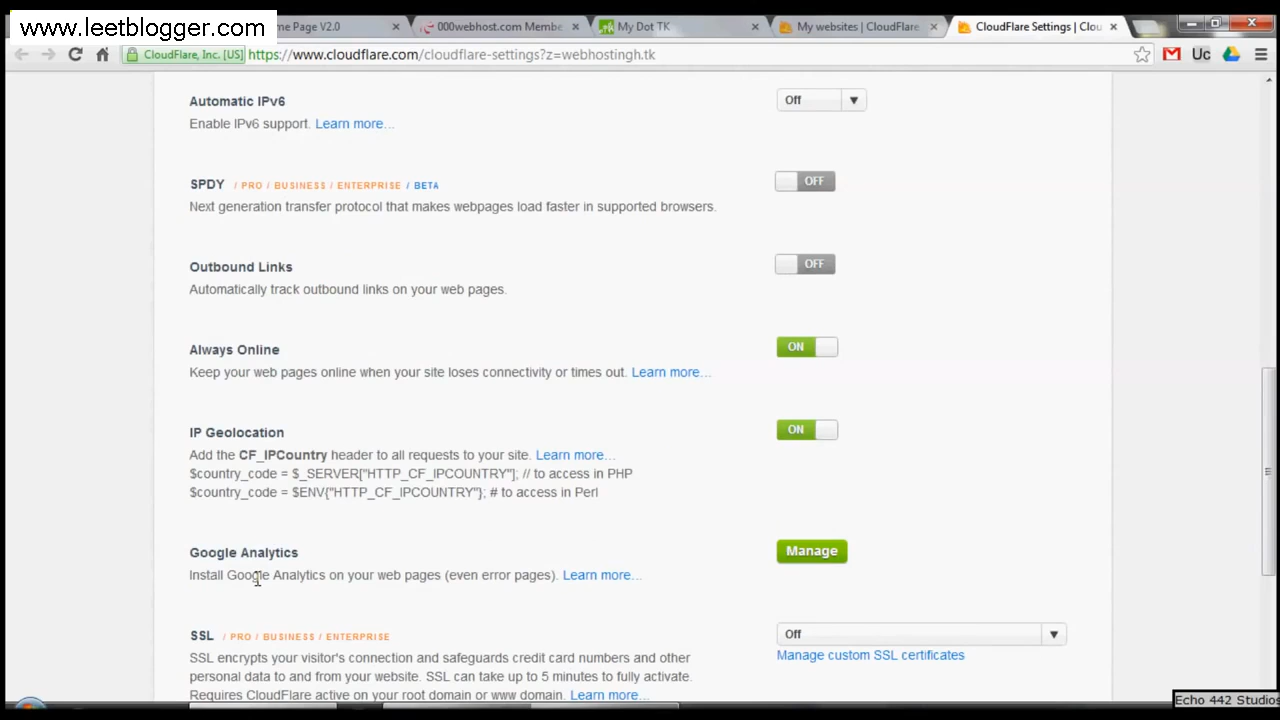 www.leetblogger.com
me Page V2.0
000webhost.com Membe
My Dot TK
My websites | CloudFlare
CloudFlare Settings | Clou
CloudFlare, Inc. [US]
https://www.cloudflare.com/cloudflare-settings?z=webhostingh.tk
Uc
Automatic IPv6
Off
Enable IPv6 support. Learn more...
SPDY / PRO / BUSINESS / ENTERPRISE / BETA
OFF
Next generation transfer protocol that makes webpages load faster in supported browsers.
Outbound Links
OFF
Automatically track outbound links on your web pages.
Always Online
ON
Keep your web pages online when your site loses connectivity or times out. Learn more...
IP Geolocation
ON
Add the CF_IPCountry header to all requests to your site. Learn more...
$country_code = $_SERVER["HTTP_CF_IPCOUNTRY"]; // to access in PHP
$country_code = $ENV{"HTTP_CF_IPCOUNTRY"}; # to access in Perl
Google Analytics
Manage
Install Google Analytics on your web pages (even error pages). Learn more...
SSL / PRO / BUSINESS / ENTERPRISE
Off
SSL encrypts your visitor's connection and safeguards credit card numbers and other
Manage custom SSL certificates
personal data to and from your website. SSL can take up to 5 minutes to fully activate.
Requires CloudFlare active on your root domain or www domain. Learn more...
Echo 442 Studios